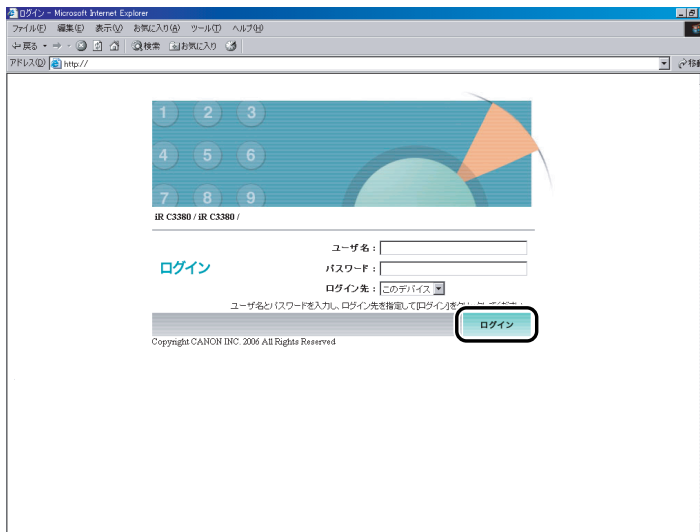 ログイン - Microsoft Internet Explorer
ファイル(F) 編集(E) 表示(V) お気に入り(A) ツール(T) ヘルプ(H)
戻る 検索 お気に入り
アドレス(D) http:// 移動
1 2 3
4 5 6
7 8 9
iR C3380 / iR C3380 /
ユーザ名 :
ログイン
パスワード :
ログイン先 : このデバイス
ユーザ名とパスワードを入力し、ログイン先を指定して[ログイン]を
ログイン
Copyright CANON INC. 2006 All Rights Reserved